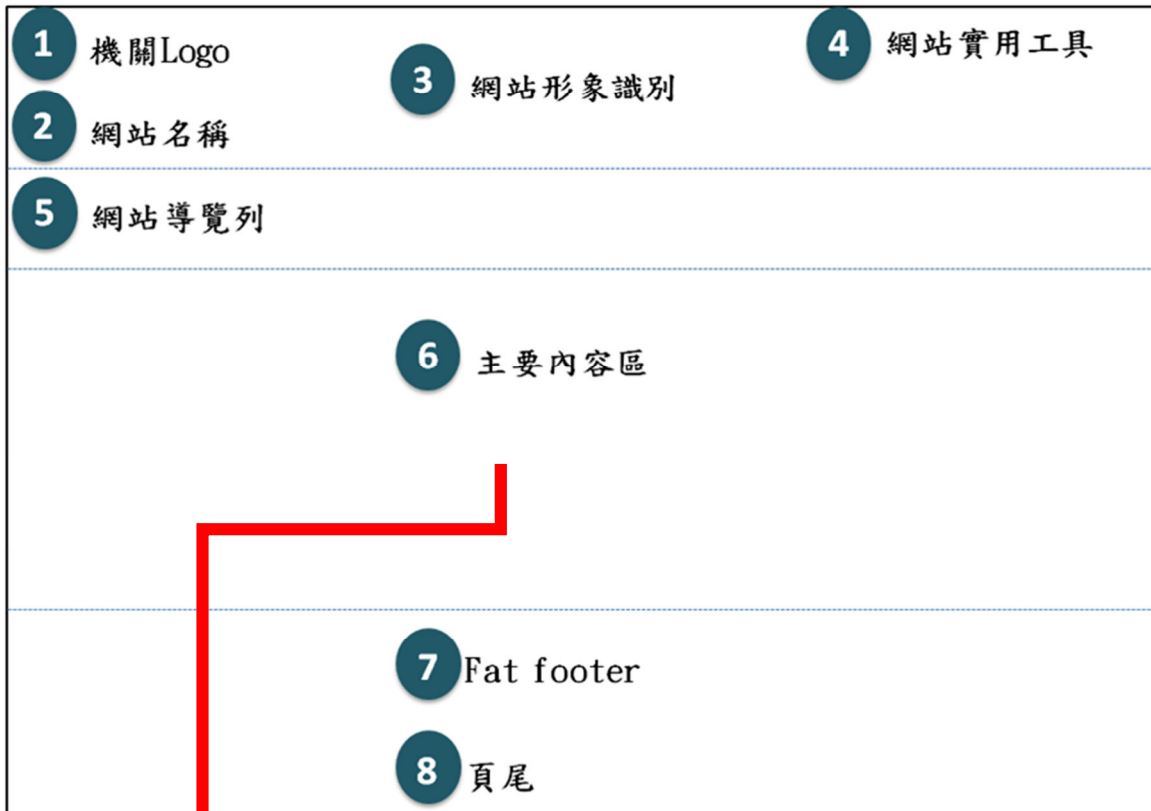 1 機關Logo
3 網站形象識別
4 網站實用工具
2 網站名稱
5 網站導覽列
6 主要內容區
7 Fat footer
8 頁尾